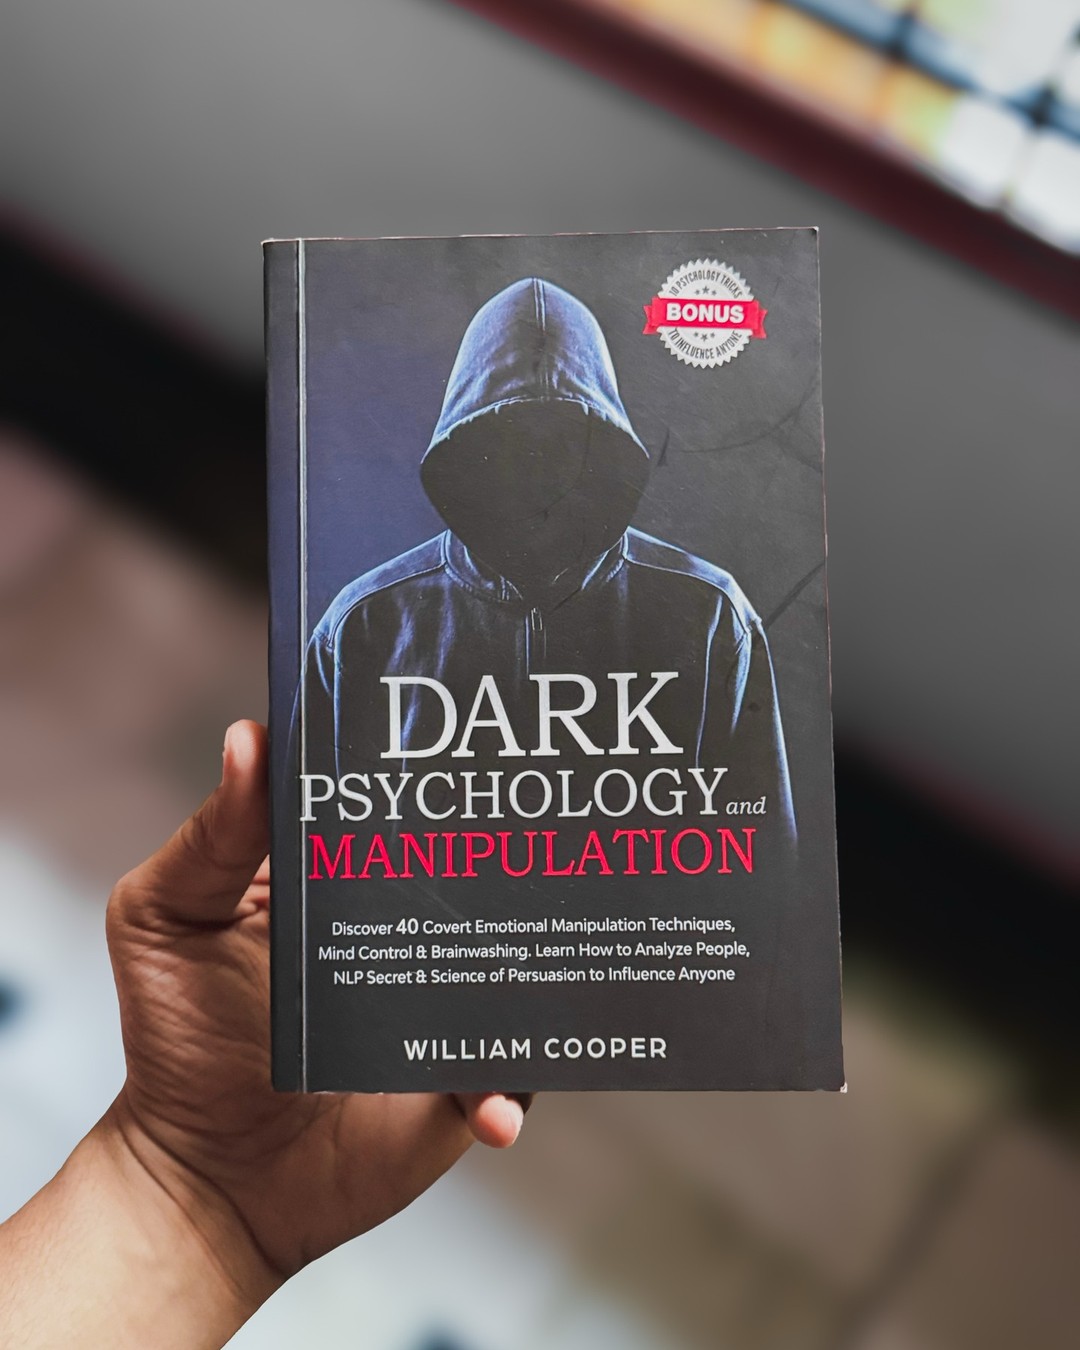 10 PSYCHOLOGY TRICKS
BONUS
TO INFLUENCE ANYONE
DARK
PSYCHOLOGY and
MANIPULATION
Discover 40 Covert Emotional Manipulation Techniques,
Mind Control & Brainwashing. Learn How to Analyze People,
NLP Secret & Science of Persuasion to Influence Anyone
WILLIAM COOPER